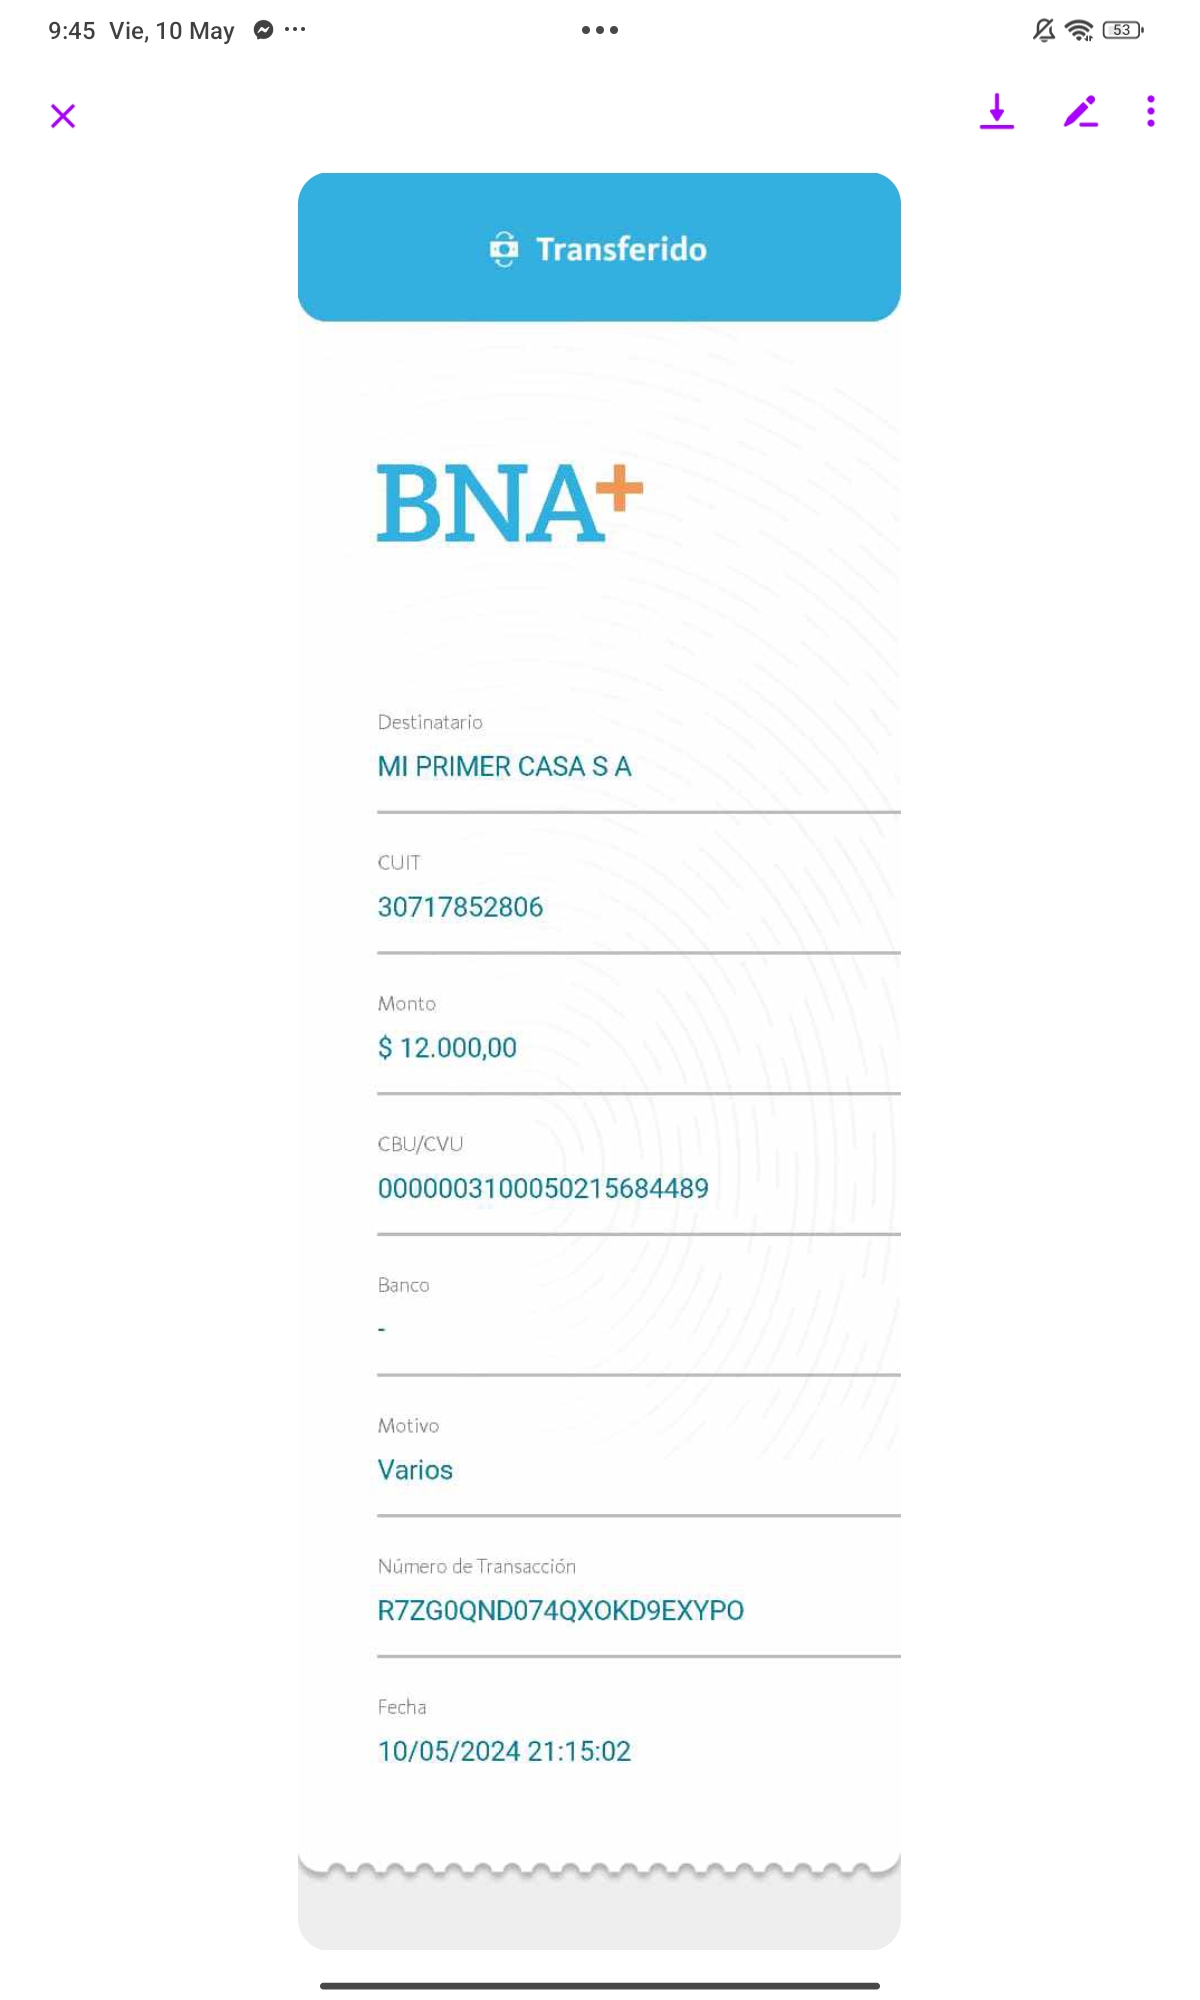 9:45 Vie, 10 May
53
Transferido
BNA+
Destinatario
MI PRIMER CASA S A
CUIT
30717852806
Monto
$ 12.000,00
CBU/CVU
0000003100050215684489
Banco
-
Motivo
Varios
Número de Transacción
R7ZG0QND074QXOKD9EXYPO
Fecha
10/05/2024 21:15:02